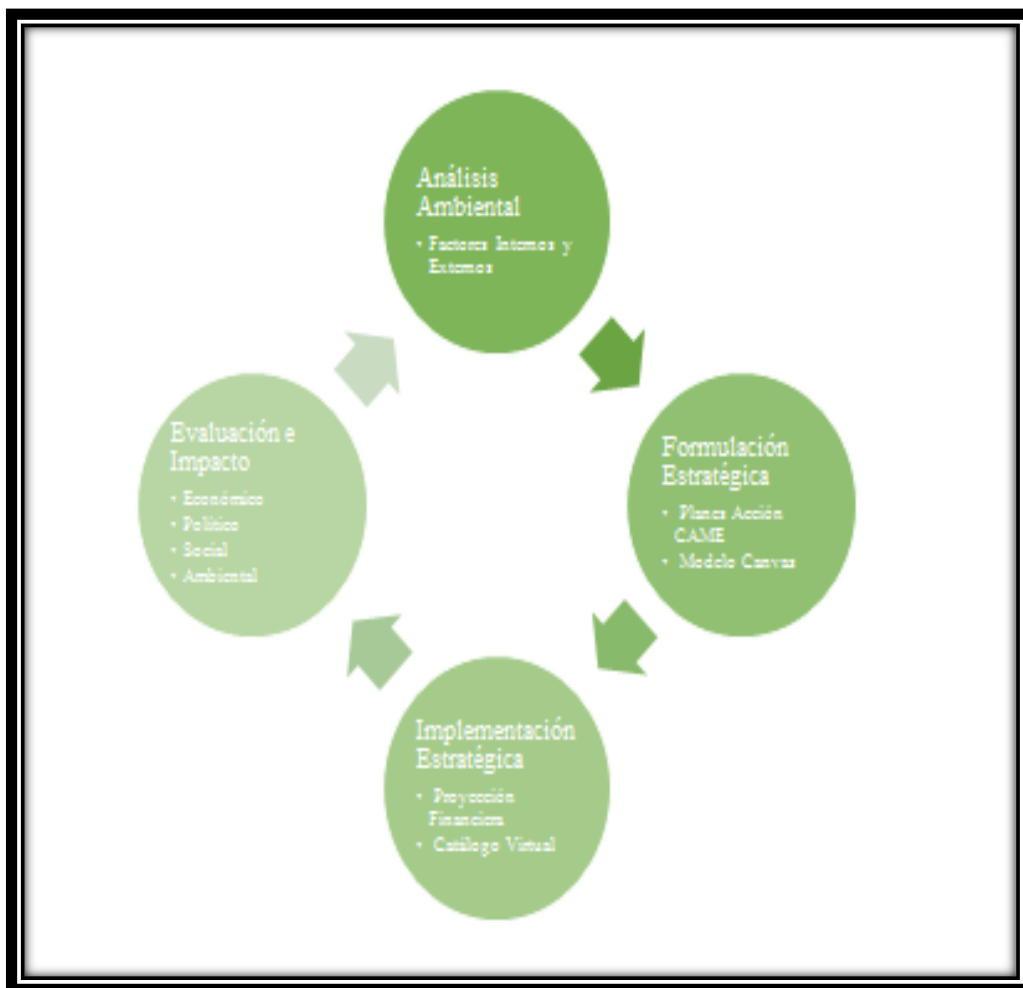 Análisis
Ambiental
• Factores Internos y
Externos
Formulación
Estratégica
• Planes Acción
CAME
• Modelo Canvas
Implementación
Estratégica
• Proyección
Financiera
• Catálogo Virtual
Evaluación e
Impacto
• Económico
• Político
• Social
• Ambiental